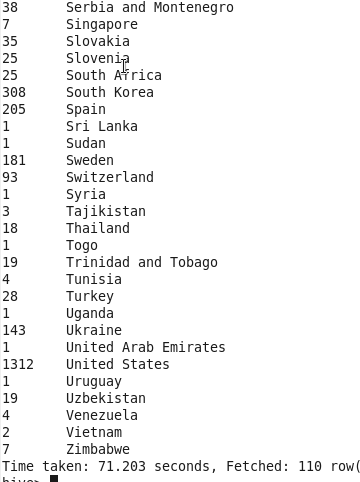 38 Serbia and Montenegro
7 Singapore
35 Slovakia
25 Slovenia
25 South Africa
308 South Korea
205 Spain
1 Sri Lanka
1 Sudan
181 Sweden
93 Switzerland
1 Syria
3 Tajikistan
18 Thailand
1 Togo
19 Trinidad and Tobago
4 Tunisia
28 Turkey
1 Uganda
143 Ukraine
1 United Arab Emirates
1312 United States
1 Uruguay
19 Uzbekistan
4 Venezuela
2 Vietnam
7 Zimbabwe
Time taken: 71.203 seconds, Fetched: 110 row(
hive>